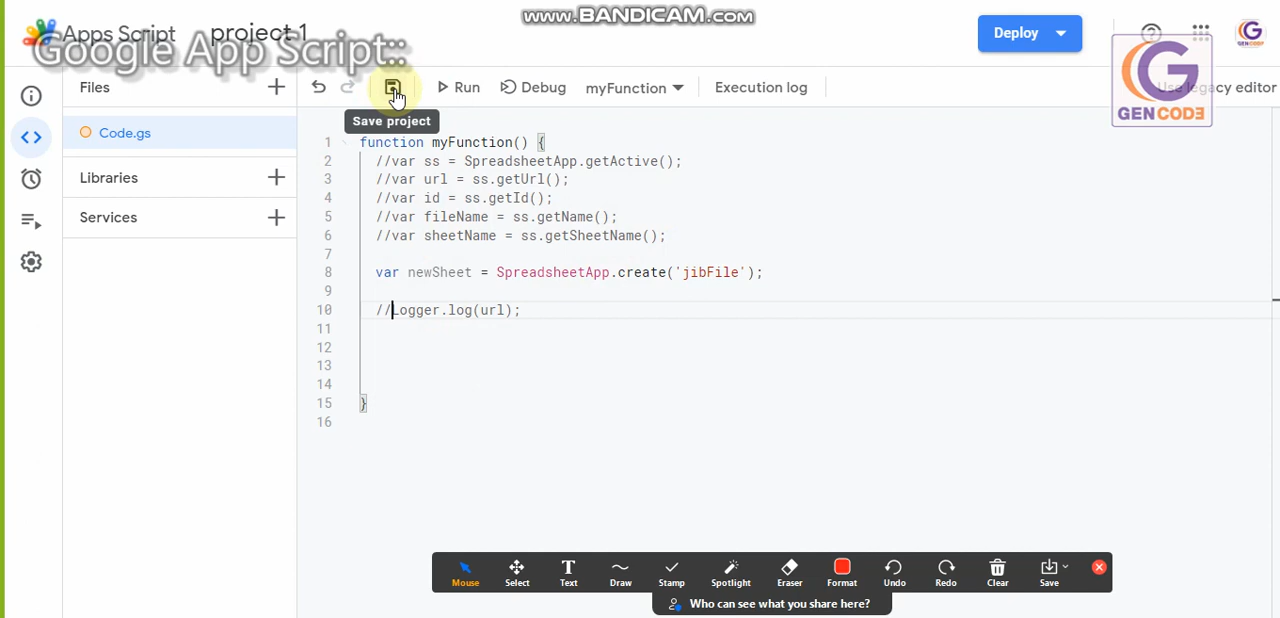 www.BANDICAM.com
Apps Script project 1
Deploy
Google App Script::
GENCODE
Files
Run Debug myFunction Execution log Use legacy editor
Save project
GENCODE
Code.gs
Libraries
Services
1 function myFunction() {
2 //var ss = SpreadsheetApp.getActive();
3 //var url = ss.getUrl();
4 //var id = ss.getId();
5 //var fileName = ss.getName();
6 //var sheetName = ss.getSheetName();
7
8 var newSheet = SpreadsheetApp.create('jibFile');
9
10 //Logger.log(url);
11
12
13
14
15 }
16
Mouse Select Text Draw Stamp Spotlight Eraser Format Undo Redo Clear Save
Who can see what you share here?